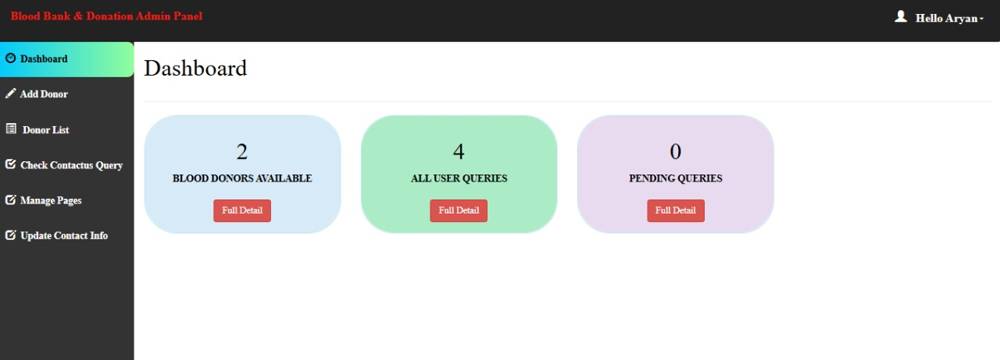 Blood Bank & Donation Admin Panel
Hello Aryan
Dashboard
Add Donor
Donor List
Check Contactus Query
Manage Pages
Update Contact Info
Dashboard
2
BLOOD DONORS AVAILABLE
Full Detail
4
ALL USER QUERIES
Full Detail
0
PENDING QUERIES
Full Detail